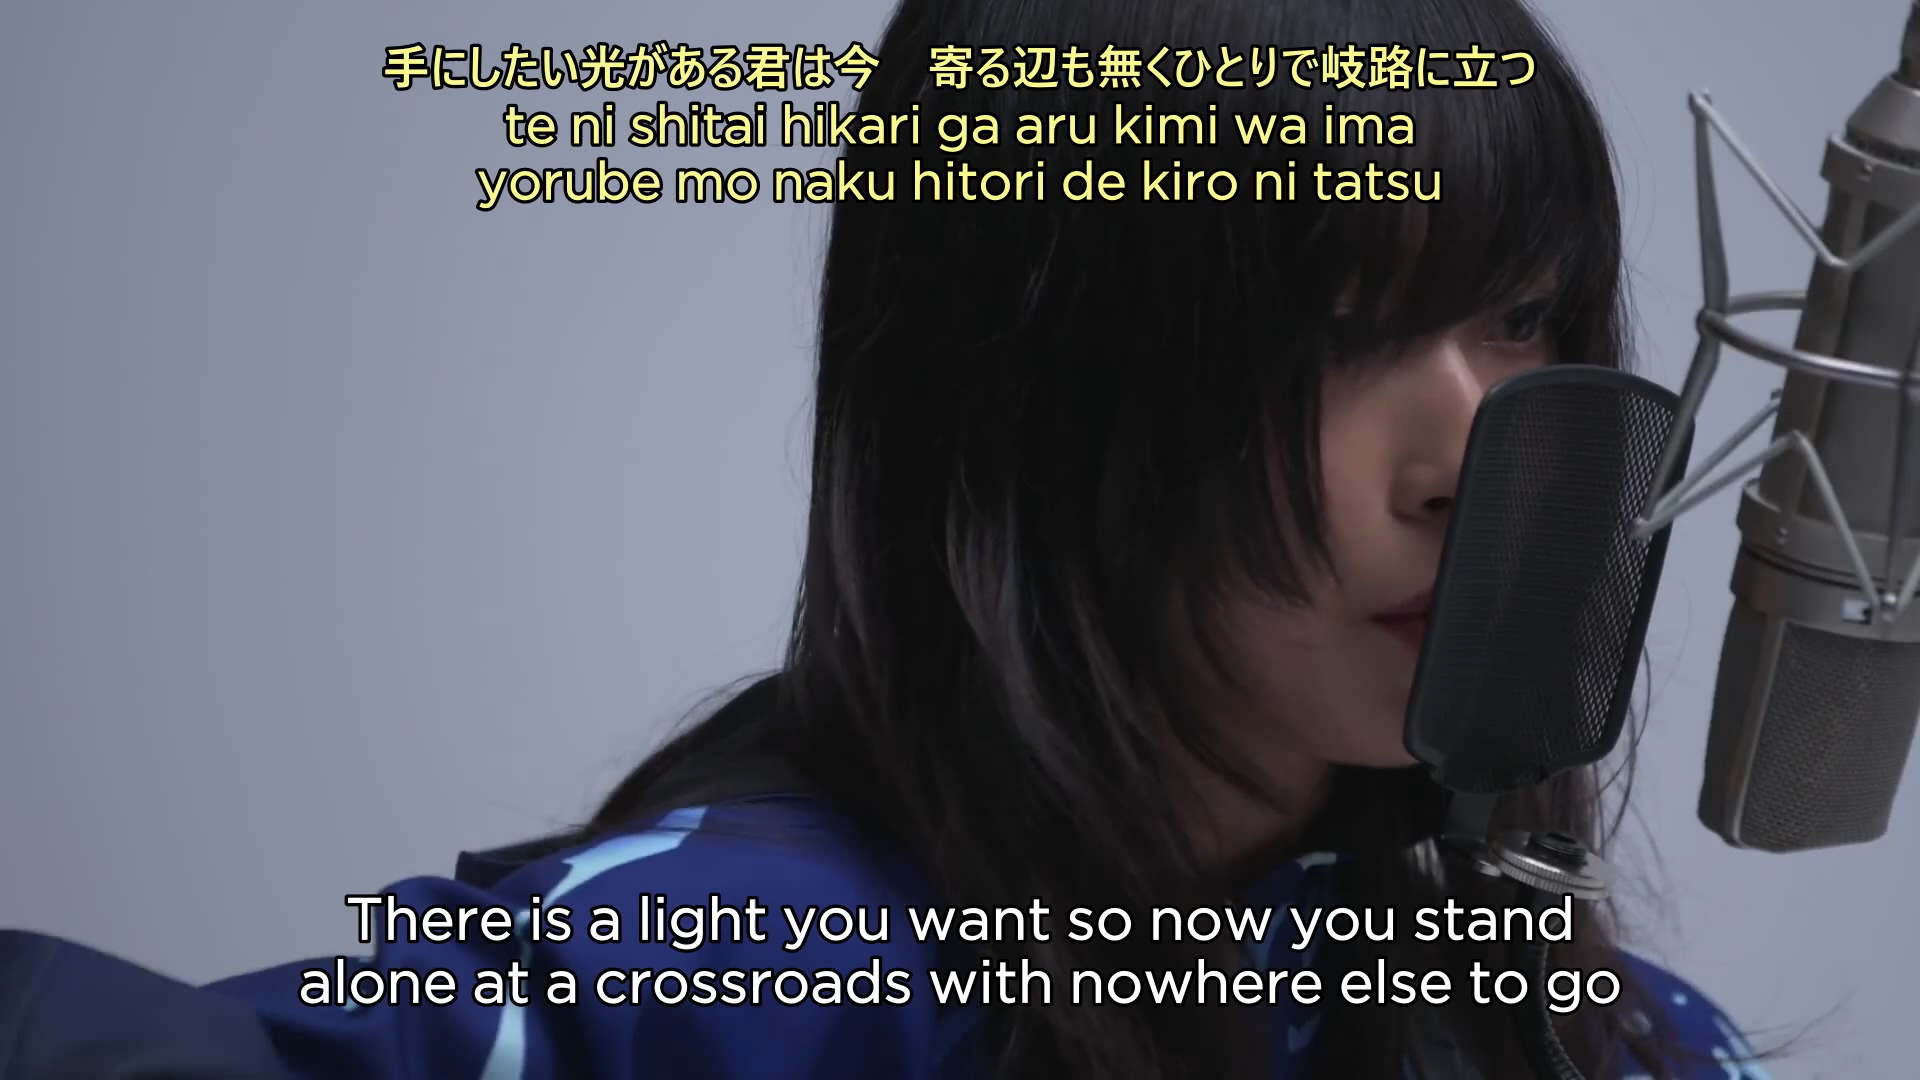 手にしたい光がある君は今　寄る辺も無くひとりで岐路に立つ
te ni shitai hikari ga aru kimi wa ima
yorube mo naku hitori de kiro ni tatsu
There is a light you want so now you stand
alone at a crossroads with nowhere else to go